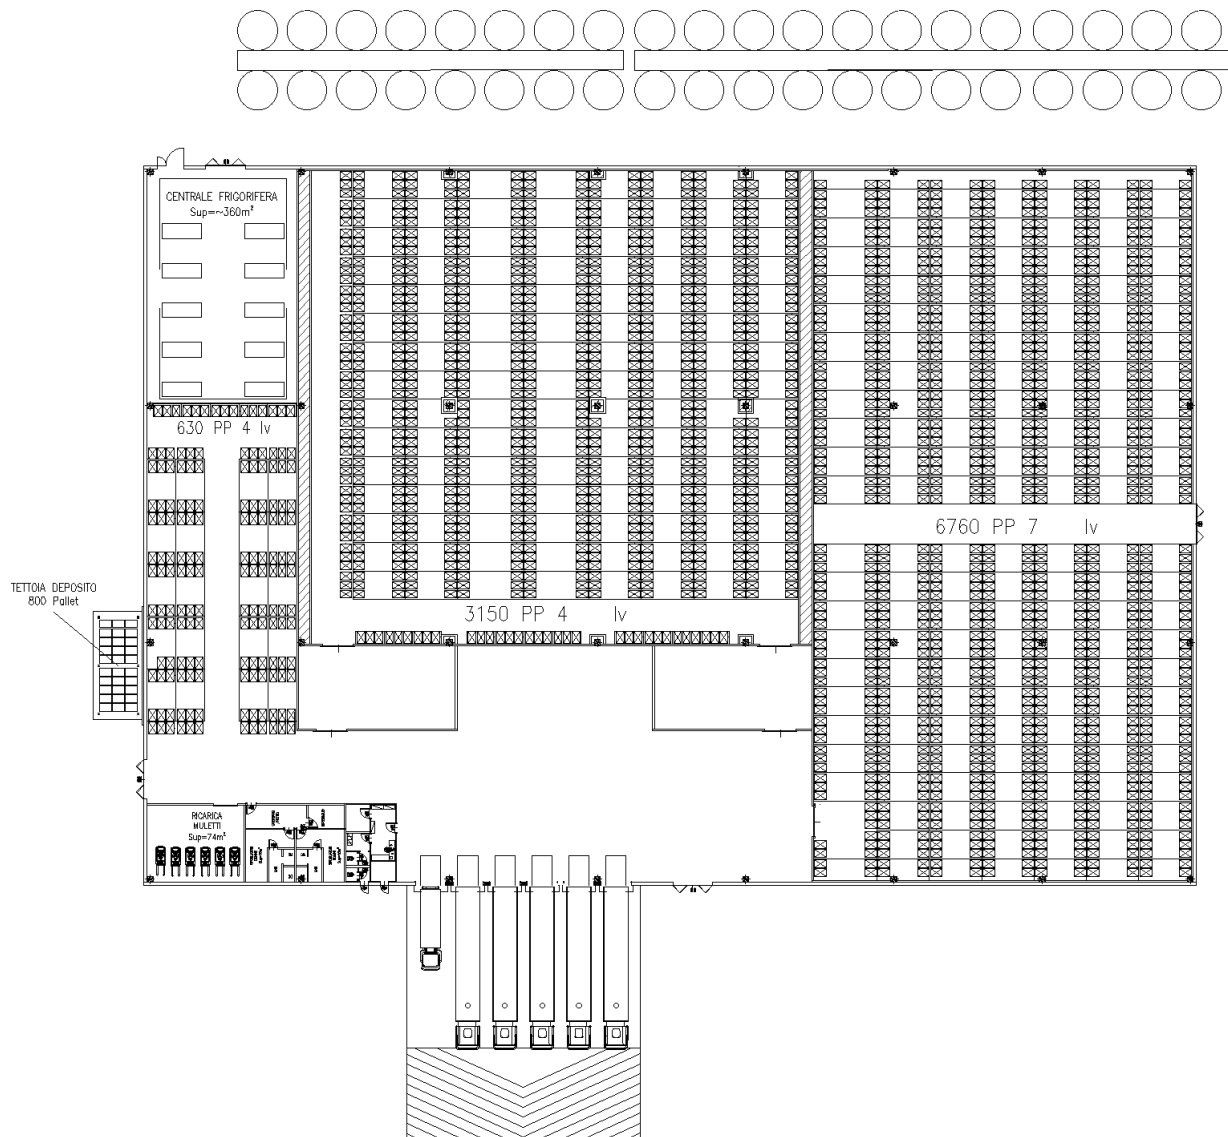 CENTRALE FRIGORIFERA
Sup=~360m²
630 PP 4 lv
6760 PP 7 lv
TETTOIA DEPOSITO
800 Pallet
3150 PP 4 lv
RICARICA
MULETTI
Sup=74m²